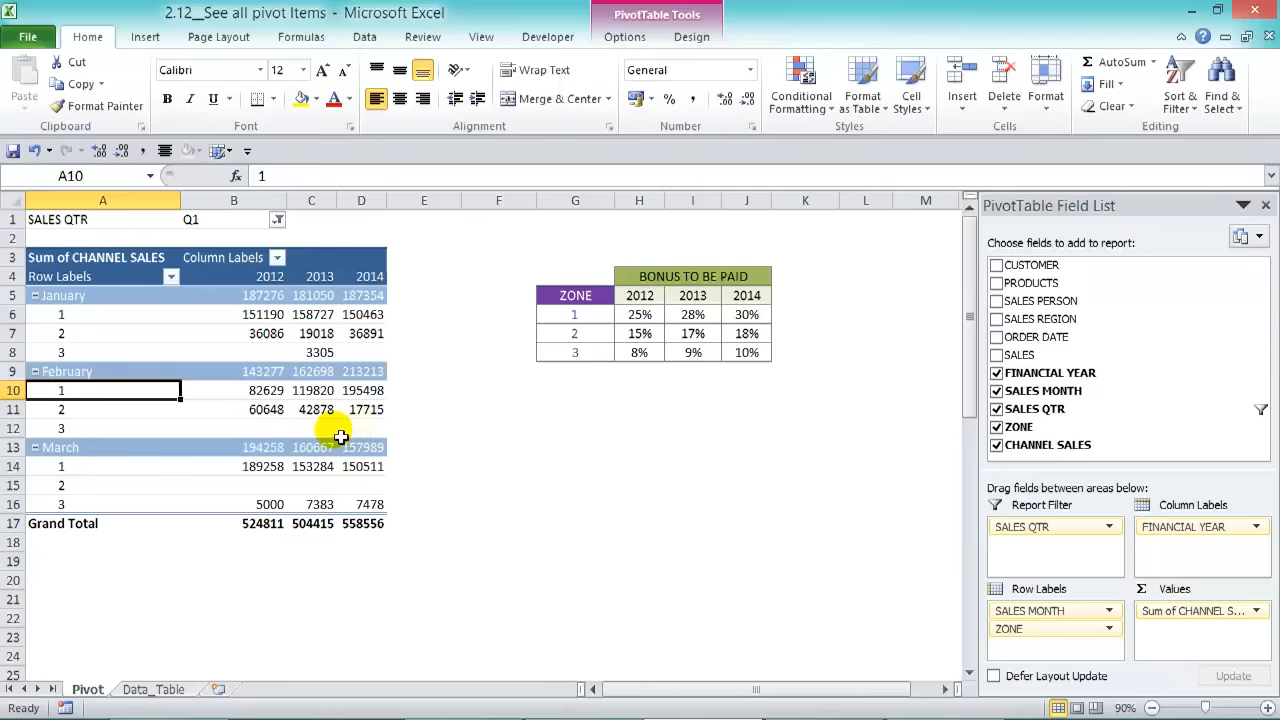 2.12__See all pivot Items - Microsoft Excel
PivotTable Tools
File Home Insert Page Layout Formulas Data Review View Developer Options Design
Paste
Cut
Copy
Format Painter
Clipboard
Calibri 12
B I U A
Font
Wrap Text
Merge & Center
Alignment
General
% ,
Number
Conditional Formatting
Format as Table
Cell Styles
Styles
Insert Delete Format
Cells
AutoSum
Fill
Clear
Sort & Filter
Find & Select
Editing
A10 fx 1
A B C D E F G H I J K L M
1 SALES QTR Q1
2
3 Sum of CHANNEL SALES Column Labels
4 Row Labels 2012 2013 2014 BONUS TO BE PAID
5 January 187276 181050 187354 ZONE 2012 2013 2014
6 1 151190 158727 150463 1 25% 28% 30%
7 2 36086 19018 36891 2 15% 17% 18%
8 3 3305 3 8% 9% 10%
9 February 143277 162698 213213
10 1 82629 119820 195498
11 2 60648 42878 17715
12 3
13 March 194258 160667 157989
14 1 189258 153284 150511
15 2
16 3 5000 7383 7478
17 Grand Total 524811 504415 558556
18
19
20
21
22
23
24
25
PivotTable Field List
Choose fields to add to report:
CUSTOMER
PRODUCTS
SALES PERSON
SALES REGION
ORDER DATE
SALES
FINANCIAL YEAR
SALES MONTH
SALES QTR
ZONE
CHANNEL SALES
Drag fields between areas below:
Report Filter Column Labels
SALES QTR FINANCIAL YEAR
Row Labels Σ Values
SALES MONTH Sum of CHANNEL S...
ZONE
Defer Layout Update Update
Pivot Data_Table
Ready 90%